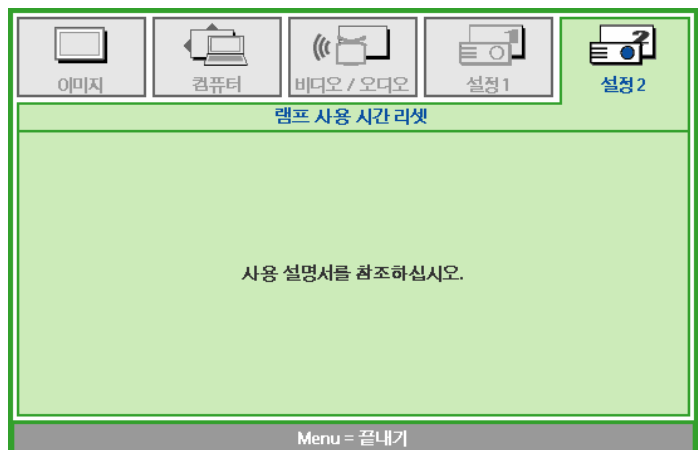 이미지
컴퓨터
비디오 / 오디오
설정 1
설정 2
램프 사용 시간 리셋
사용 설명서를 참조하십시오.
Menu = 끝내기